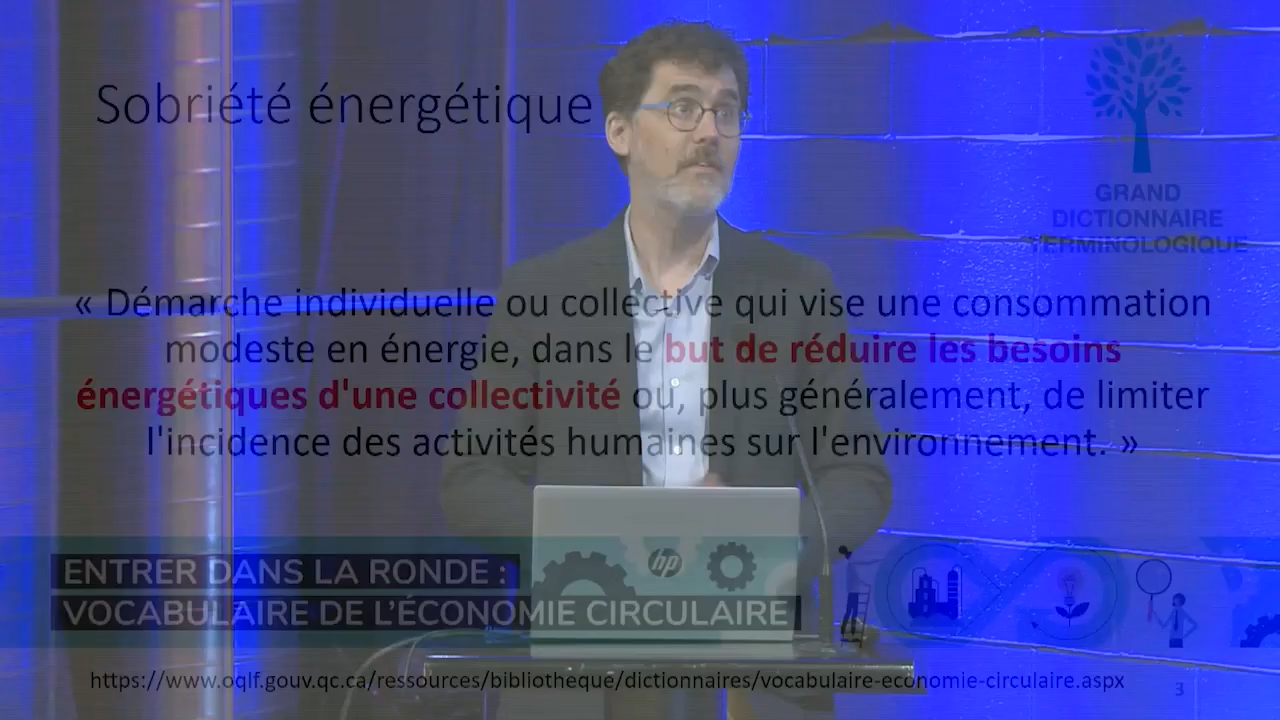 Sobriété énergétique
GRAND
DICTIONNAIRE
TERMINOLOGIQUE
« Démarche individuelle ou collective qui vise une consommation
modeste en énergie, dans le but de réduire les besoins
énergétiques d'une collectivité ou, plus généralement, de limiter
l'incidence des activités humaines sur l'environnement. »
ENTRER DANS LA RONDE :
VOCABULAIRE DE L'ÉCONOMIE CIRCULAIRE
hp
https://www.oqlf.gouv.qc.ca/ressources/bibliotheque/dictionnaires/vocabulaire-economie-circulaire.aspx
3